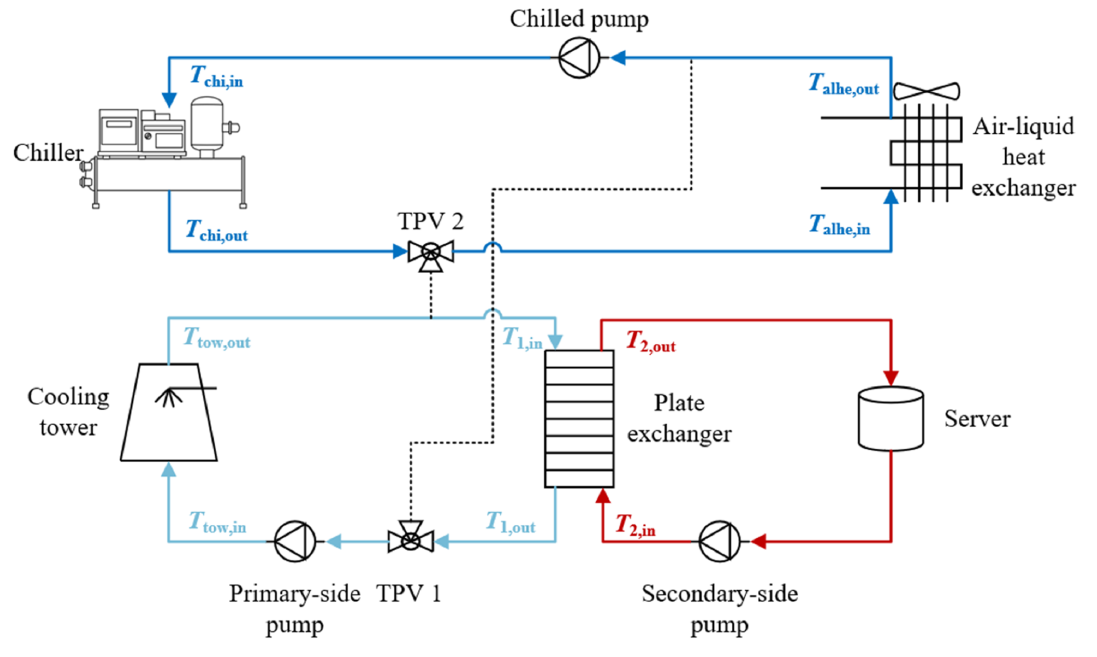 Chilled pump
Tchi,in
Talhe,out
Chiller
Air-liquid
heat
exchanger
TPV 2
Tchi,out
Talhe,in
Ttow,out
T1,in
T2,out
Cooling
tower
Plate
exchanger
Server
Ttow,in
T1,out
T2,in
Primary-side
pump
TPV 1
Secondary-side
pump